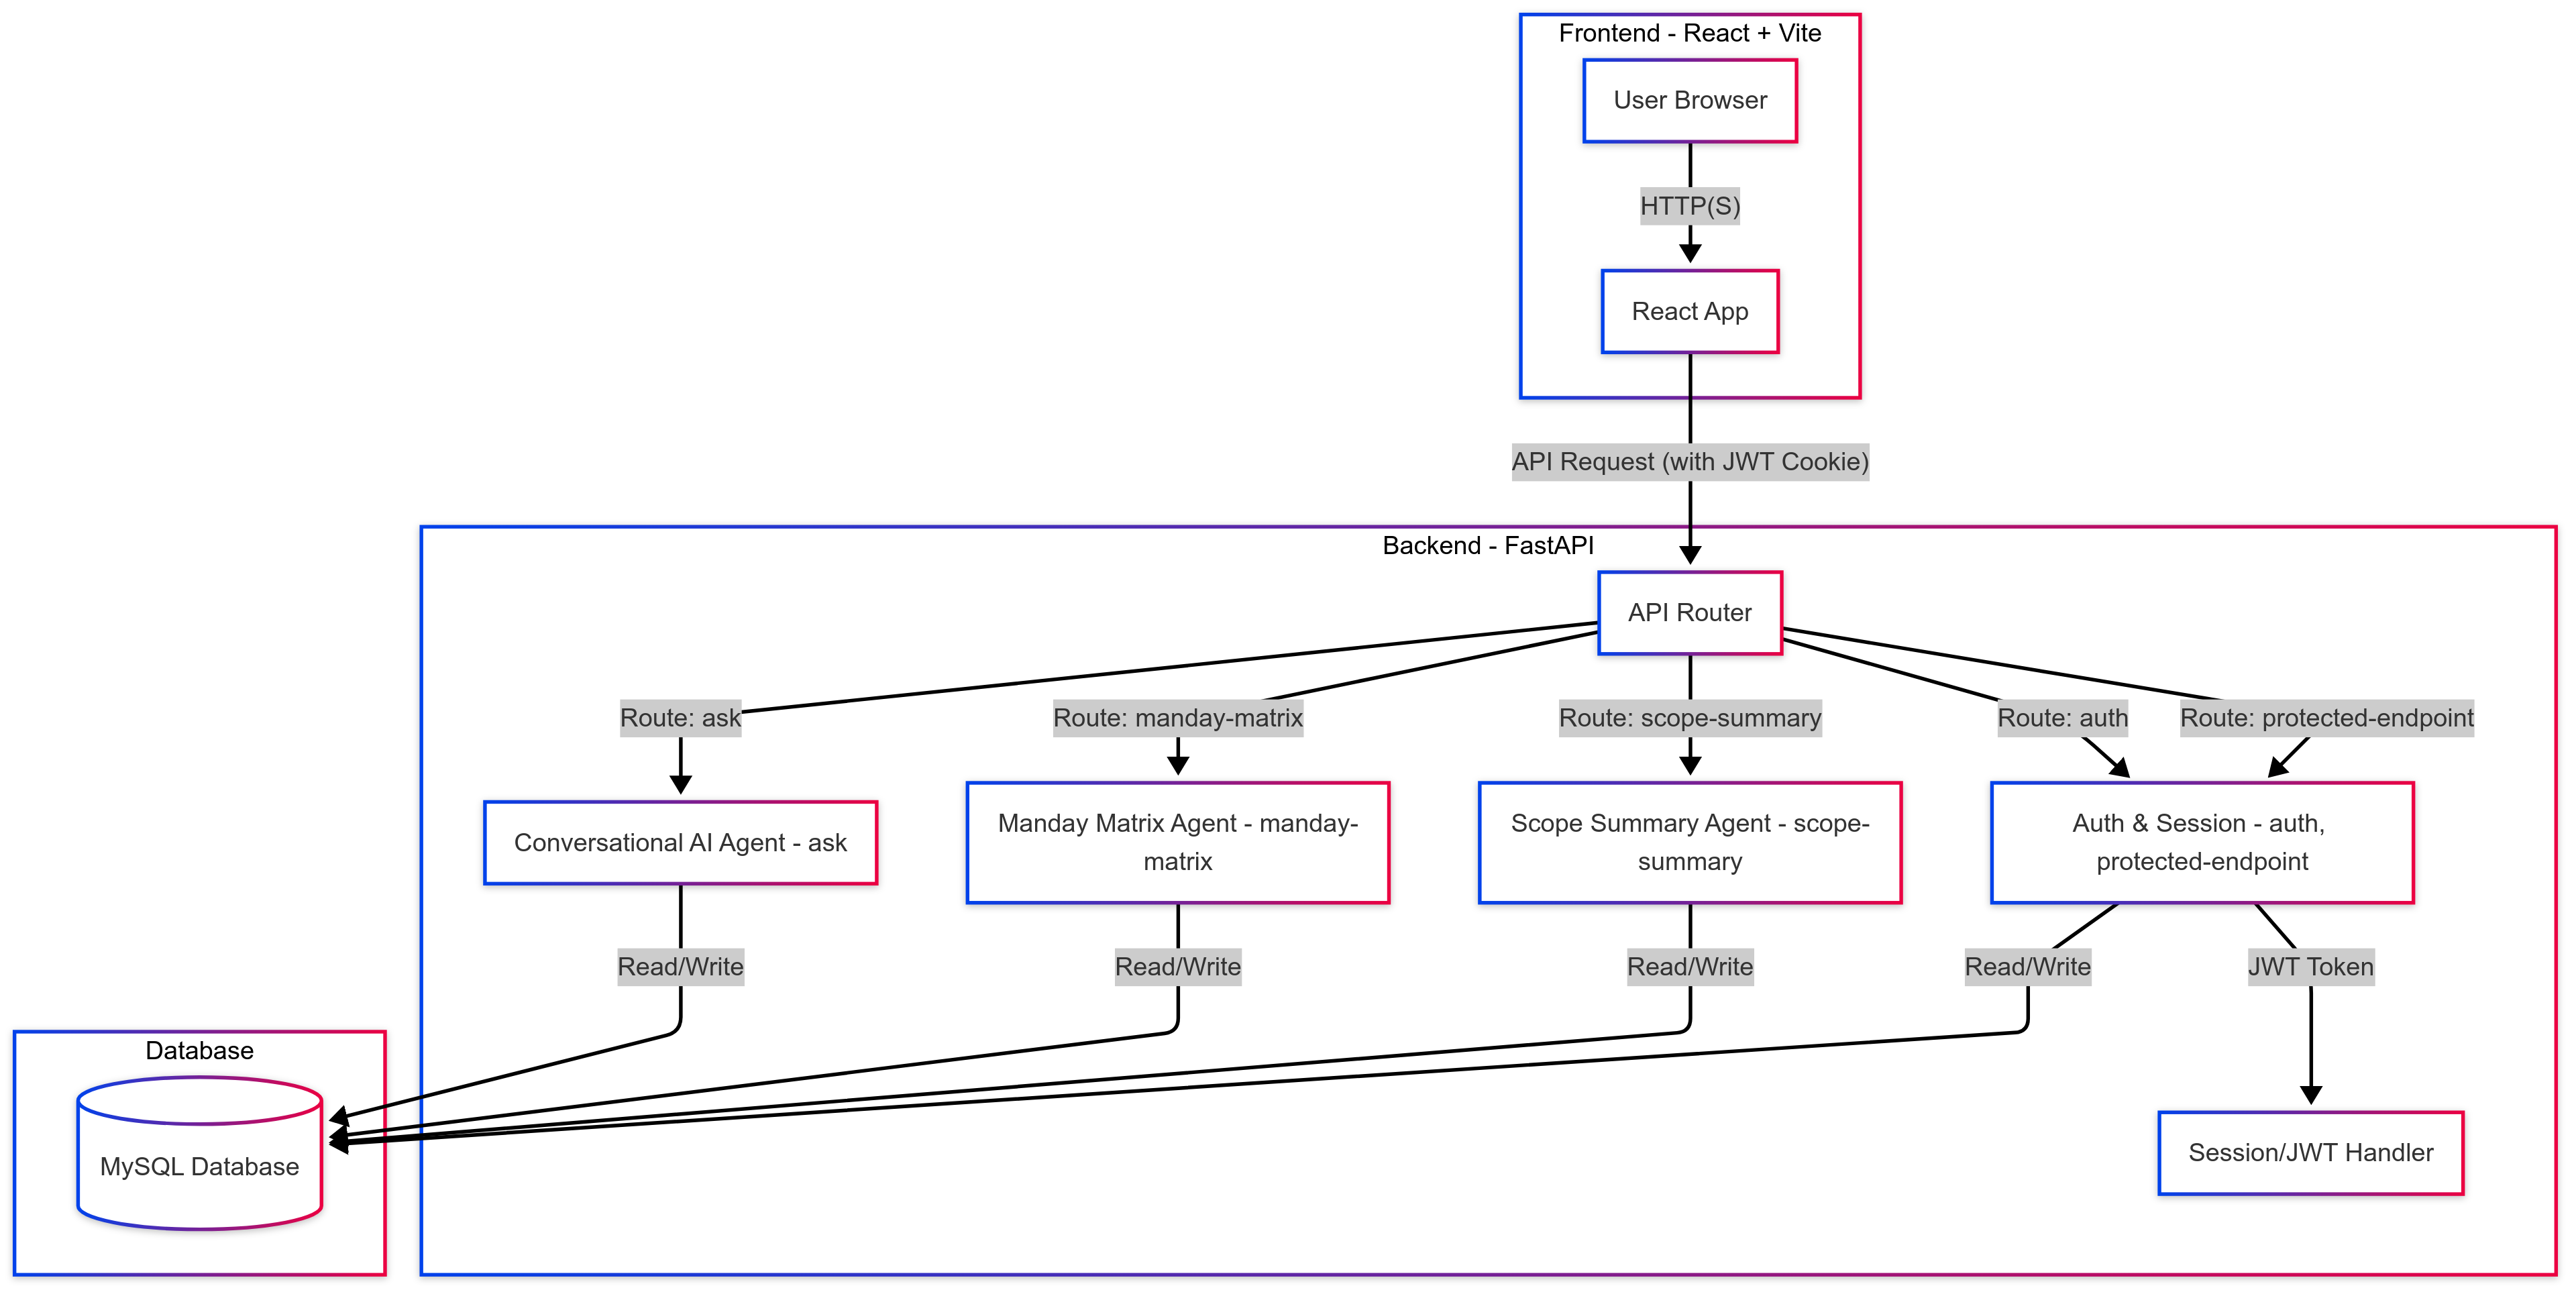 Frontend - React + Vite
User Browser
HTTP(S)
React App
API Request (with JWT Cookie)
Backend - FastAPI
API Router
Route: ask
Route: manday-matrix
Route: scope-summary
Route: auth
Route: protected-endpoint
Conversational AI Agent - ask
Manday Matrix Agent - manday-
matrix
Scope Summary Agent - scope-
summary
Auth & Session - auth,
protected-endpoint
Read/Write
Read/Write
Read/Write
Read/Write
JWT Token
Database
MySQL Database
Session/JWT Handler